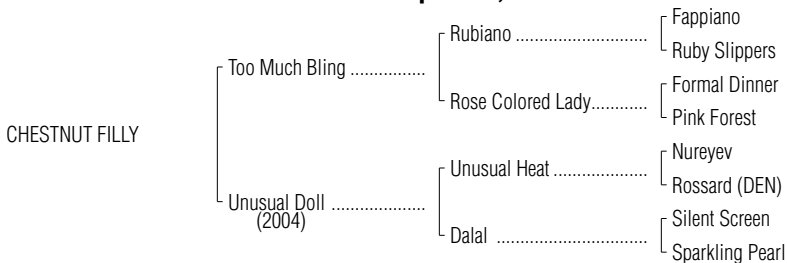 Fappiano
Rubiano ..........................
Ruby Slippers
Too Much Bling ................
Formal Dinner
Rose Colored Lady............
Pink Forest
CHESTNUT FILLY
Nureyev
Unusual Heat ....................
Rossard (DEN)
Unusual Doll ....................
(2004)
Silent Screen
Dalal ................................
Sparkling Pearl